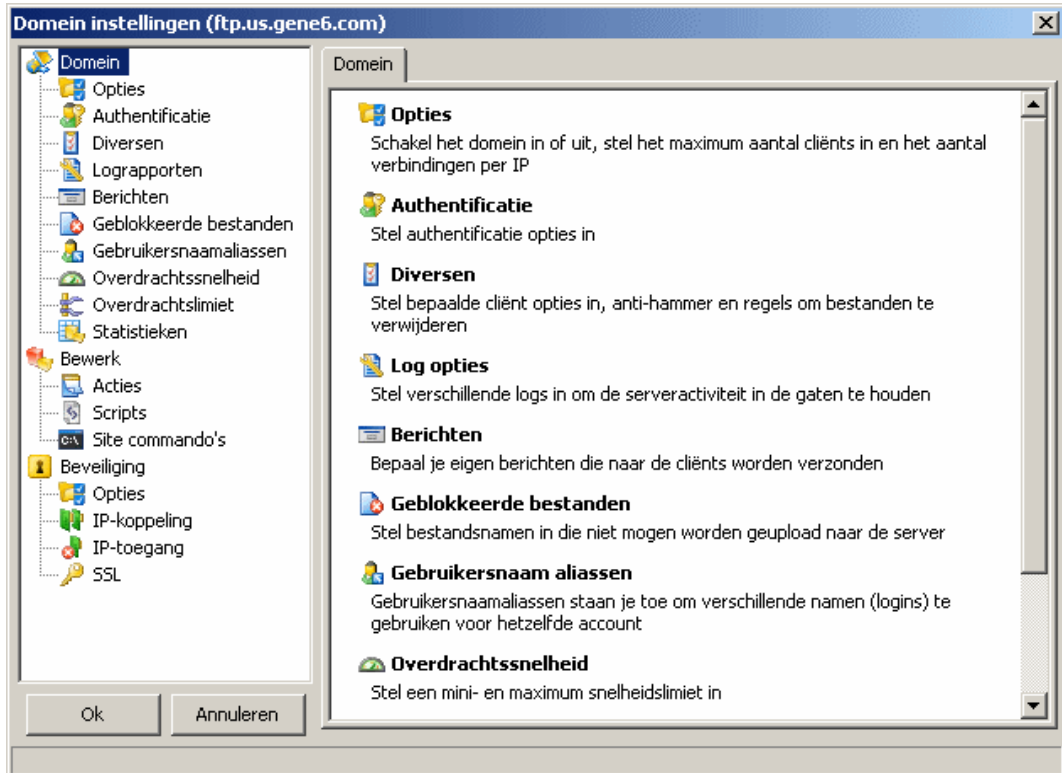 Domein instellingen (ftp.us.gene6.com)
Domein
Opties
Authentificatie
Diversen
Lograpporten
Berichten
Geblokkeerde bestanden
Gebruikersnaamaliassen
Overdrachtssnelheid
Overdrachtslimiet
Statistieken
Bewerk
Acties
Scripts
Site commando's
Beveiliging
Opties
IP-koppeling
IP-toegang
SSL
Ok
Annuleren
Domein
Opties
Schakel het domein in of uit, stel het maximum aantal cliënts in en het aantal
verbindingen per IP
Authentificatie
Stel authentificatie opties in
Diversen
Stel bepaalde cliënt opties in, anti-hammer en regels om bestanden te
verwijderen
Log opties
Stel verschillende logs in om de serveractiviteit in de gaten te houden
Berichten
Bepaal je eigen berichten die naar de cliënts worden verzonden
Geblokkeerde bestanden
Stel bestandsnamen in die niet mogen worden geupload naar de server
Gebruikersnaam aliassen
Gebruikersnaamaliassen staan je toe om verschillende namen (logins) te
gebruiken voor hetzelfde account
Overdrachtssnelheid
Stel een mini- en maximum snelheidslimiet in